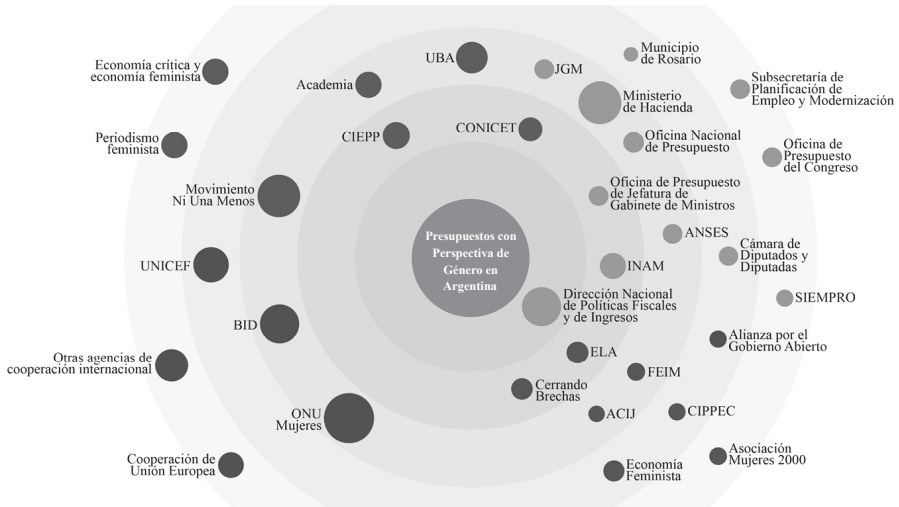 Economía crítica y
economía feminista
Periodismo
feminista
Movimiento
Ni Una Menos
UNICEF
BID
Otras agencias de
cooperación internacional
ONU
Mujeres
Cooperación de
Unión Europea
Academia
UBA
CIEPP
CONICET
JGM
Municipio
de Rosario
Ministerio
de Hacienda
Subsecretaría de
Planificación de
Empleo y Modernización
Oficina Nacional
de Presupuesto
Oficina de
Presupuesto
del Congreso
Oficina de Presupuesto
de Jefatura de
Gabinete de Ministros
ANSES
Cámara de
Diputados y
Diputadas
INAM
SIEMPRO
Presupuestos con
Perspectiva de
Género en
Argentina
Dirección Nacional
de Políticas Fiscales
y de Ingresos
Alianza por el
Gobierno Abierto
ELA
FEIM
Cerrando
Brechas
ACIJ
CIPPEC
Economía
Feminista
Asociación
Mujeres 2000